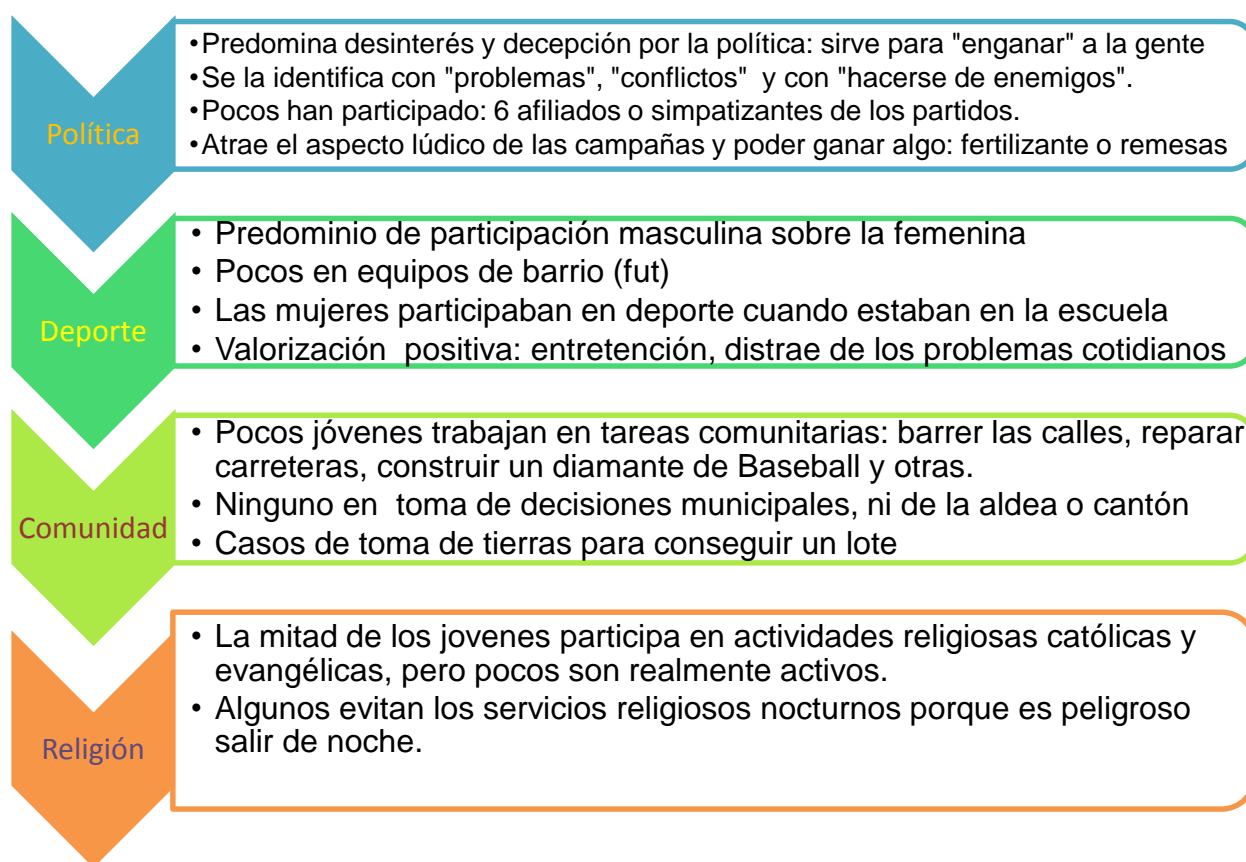 Política
•Predomina desinterés y decepción por la política: sirve para "enganar" a la gente
•Se la identifica con "problemas", "conflictos"  y con "hacerse de enemigos".
•Pocos han participado: 6 afiliados o simpatizantes de los partidos.
•Atrae el aspecto lúdico de las campañas y poder ganar algo: fertilizante o remesas
Deporte
• Predominio de participación masculina sobre la femenina
• Pocos en equipos de barrio (fut)
• Las mujeres participaban en deporte cuando estaban en la escuela
• Valorización  positiva: entretención, distrae de los problemas cotidianos
Comunidad
• Pocos jóvenes trabajan en tareas comunitarias: barrer las calles, reparar
carreteras, construir un diamante de Baseball y otras.
• Ninguno en  toma de decisiones municipales, ni de la aldea o cantón
• Casos de toma de tierras para conseguir un lote
Religión
• La mitad de los jovenes participa en actividades religiosas católicas y
evangélicas, pero pocos son realmente activos.
• Algunos evitan los servicios religiosos nocturnos porque es peligroso
salir de noche.